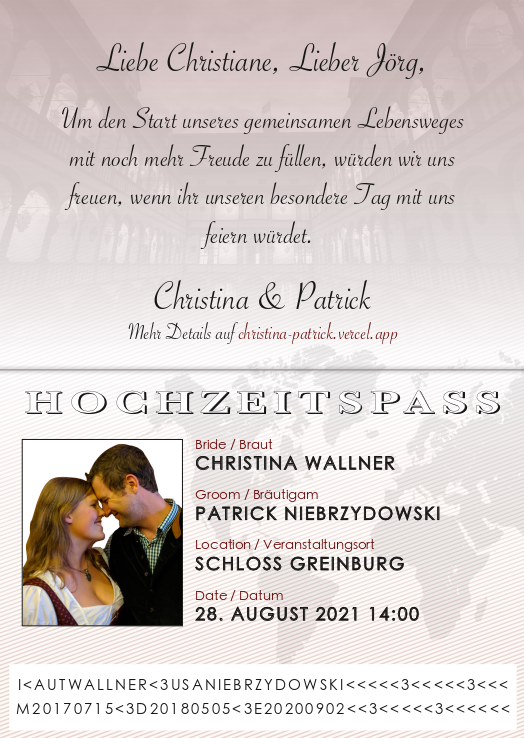 Liebe Christiane, Lieber Jörg,
Um den Start unseres gemeinsamen Lebensweges
mit noch mehr Freude zu füllen, würden wir uns
freuen, wenn ihr unseren besondere Tag mit uns
feiern würdet.
Christina & Patrick
Mehr Details auf christina-patrick.vercel.app
HOCHZEITSPASS
Bride / Braut
CHRISTINA WALLNER
Groom / Bräutigam
PATRICK NIEBRZYDOWSKI
Location / Veranstaltungsort
SCHLOSS GREINBURG
Date / Datum
28. AUGUST 2021 14:00
I<AUTWALLNER<3USANIEBRZYDOWSKI<<<<<3<<<<<3<<<
M20170715<3D20180505<3E20200902<<3<<<<<3<<<<<<